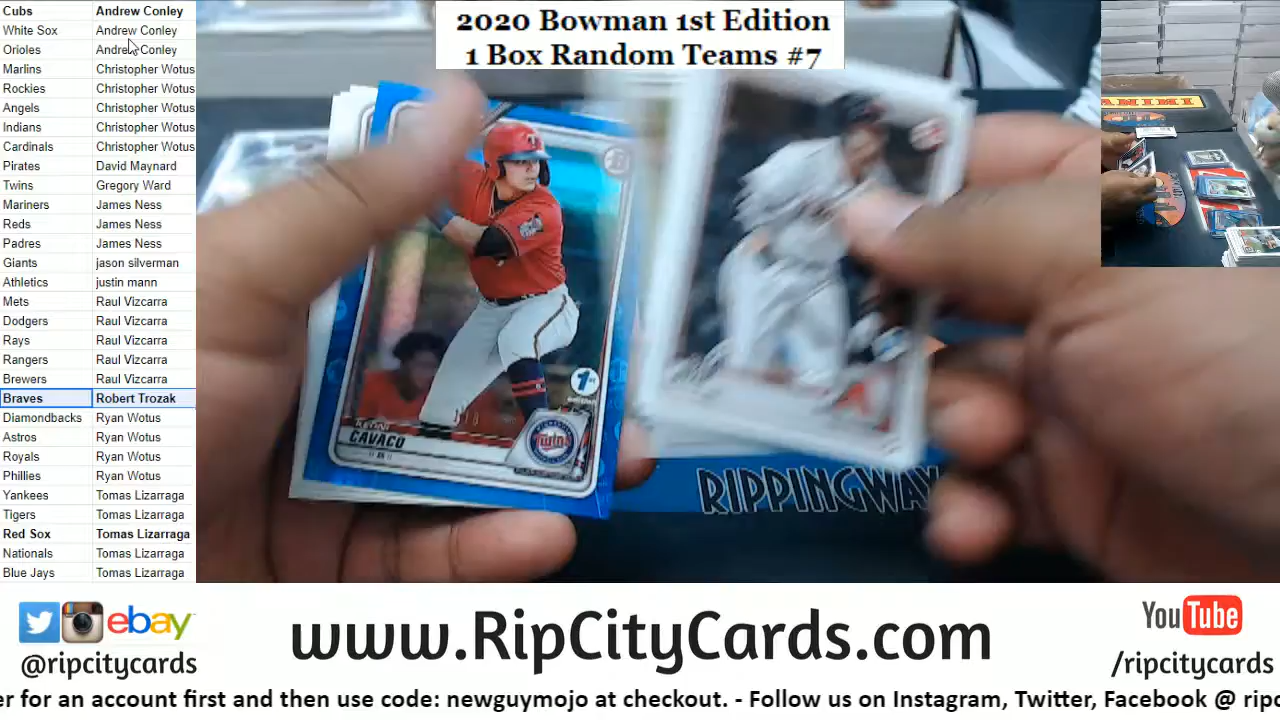 Cubs Andrew Conley
White Sox Andrew Conley
Orioles Andrew Conley
Marlins Christopher Wotus
Rockies Christopher Wotus
Angels Christopher Wotus
Indians Christopher Wotus
Cardinals Christopher Wotus
Pirates David Maynard
Twins Gregory Ward
Mariners James Ness
Reds James Ness
Padres James Ness
Giants jason silverman
Athletics justin mann
Mets Raul Vizcarra
Dodgers Raul Vizcarra
Rays Raul Vizcarra
Rangers Raul Vizcarra
Brewers Raul Vizcarra
Braves Robert Trozak
Diamondbacks Ryan Wotus
Astros Ryan Wotus
Royals Ryan Wotus
Phillies Ryan Wotus
Yankees Tomas Lizarraga
Tigers Tomas Lizarraga
Red Sox Tomas Lizarraga
Nationals Tomas Lizarraga
Blue Jays Tomas Lizarraga
2020 Bowman 1st Edition
1 Box Random Teams #7
PANINI
1st
KEONI
CAVACO
Twins
RIPPINGWAX
ebay
@ripcitycards
www.RipCityCards.com
YouTube
/ripcitycards
er for an account first and then use code: newguymojo at checkout. - Follow us on Instagram, Twitter, Facebook @ ripc